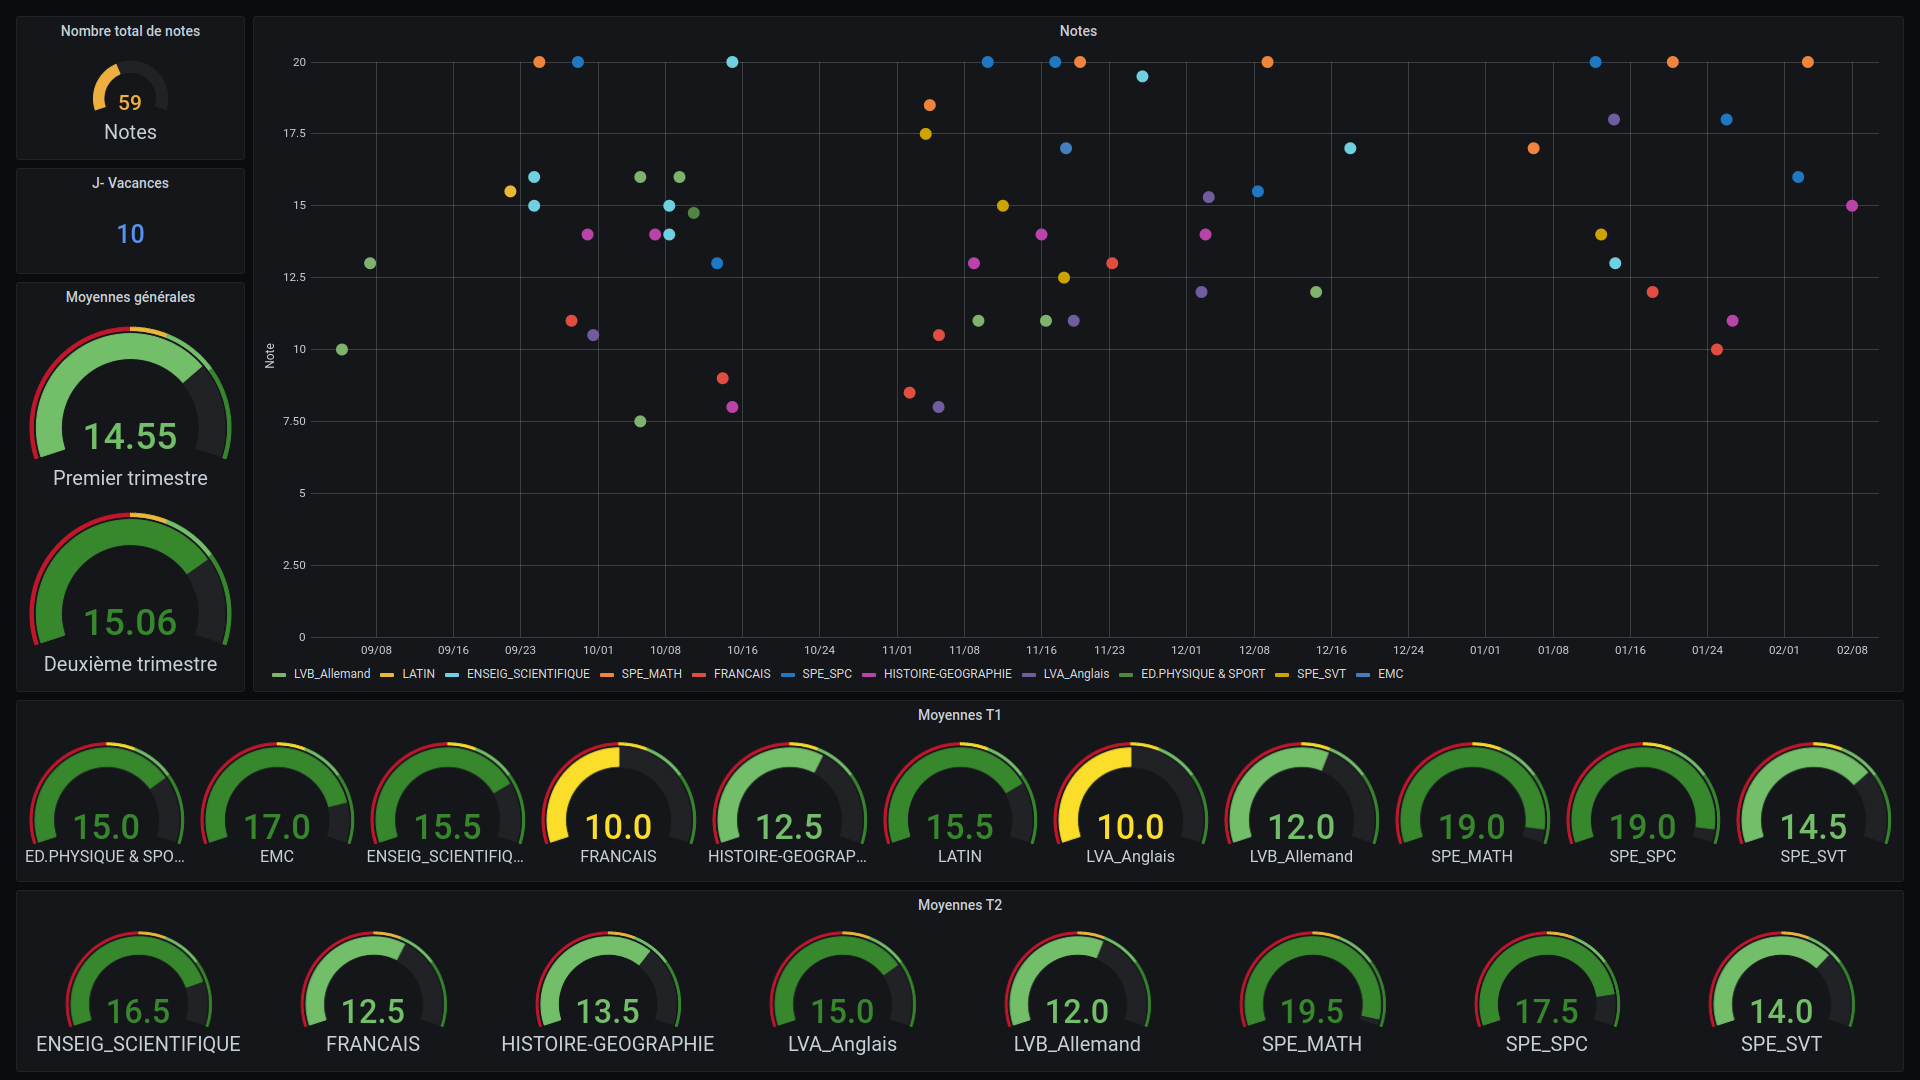 Nombre total de notes
59
Notes
J- Vacances
10
Moyennes générales
14.55
Premier trimestre
15.06
Deuxième trimestre
Notes
Note
20
17.5
15
12.5
10
7.50
5
2.50
0
09/08 09/16 09/23 10/01 10/08 10/16 10/24 11/01 11/08 11/16 11/23 12/01 12/08 12/16 12/24 01/01 01/08 01/16 01/24 02/01 02/08
LVB_Allemand LATIN ENSEIG_SCIENTIFIQUE SPE_MATH FRANCAIS SPE_SPC HISTOIRE-GEOGRAPHIE LVA_Anglais ED.PHYSIQUE & SPORT SPE_SVT EMC
Moyennes T1
15.0 17.0 15.5 10.0 12.5 15.5 10.0 12.0 19.0 19.0 14.5
ED.PHYSIQUE & SPO... EMC ENSEIG_SCIENTIFIQ... FRANCAIS HISTOIRE-GEOGRAP... LATIN LVA_Anglais LVB_Allemand SPE_MATH SPE_SPC SPE_SVT
Moyennes T2
16.5 12.5 13.5 15.0 12.0 19.5 17.5 14.0
ENSEIG_SCIENTIFIQUE FRANCAIS HISTOIRE-GEOGRAPHIE LVA_Anglais LVB_Allemand SPE_MATH SPE_SPC SPE_SVT